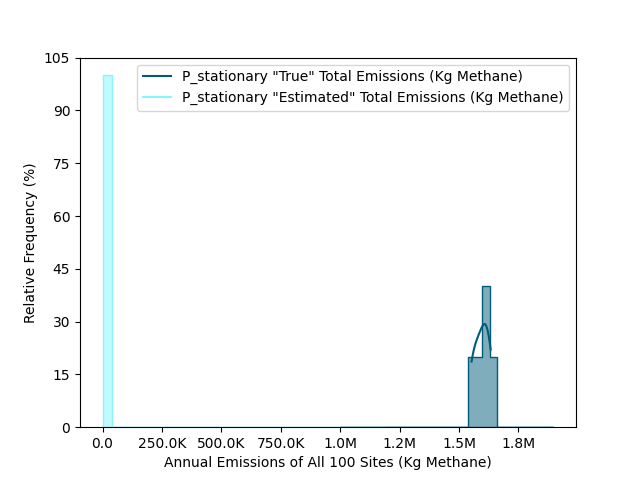 P_stationary "True" Total Emissions (Kg Methane)
P_stationary "Estimated" Total Emissions (Kg Methane)
105
90
75
60
45
30
15
0
Relative Frequency (%)
0.0 250.0K 500.0K 750.0K 1.0M 1.2M 1.5M 1.8M
Annual Emissions of All 100 Sites (Kg Methane)